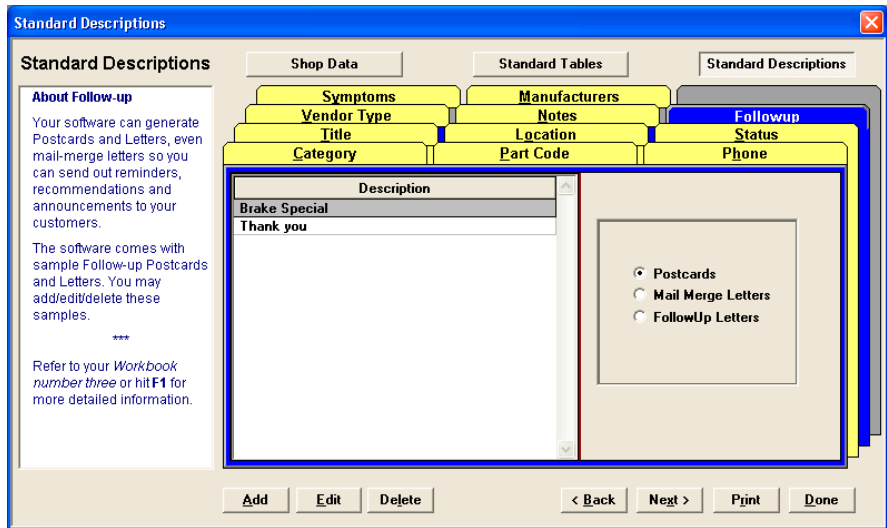 Standard Descriptions
Standard Descriptions
Shop Data
Standard Tables
Standard Descriptions
About Follow-up
Your software can generate
Postcards and Letters, even
mail-merge letters so you
can send out reminders,
recommendations and
announcements to your
customers.
The software comes with
sample Follow-up Postcards
and Letters. You may
add/edit/delete these
samples.
***
Refer to your Workbook
number three or hit F1 for
more detailed information.
Symptoms
Manufacturers
Vendor Type
Notes
Followup
Title
Location
Status
Category
Part Code
Phone
Description
Brake Special
Thank you
Postcards
Mail Merge Letters
FollowUp Letters
Add
Edit
Delete
< Back
Next >
Print
Done